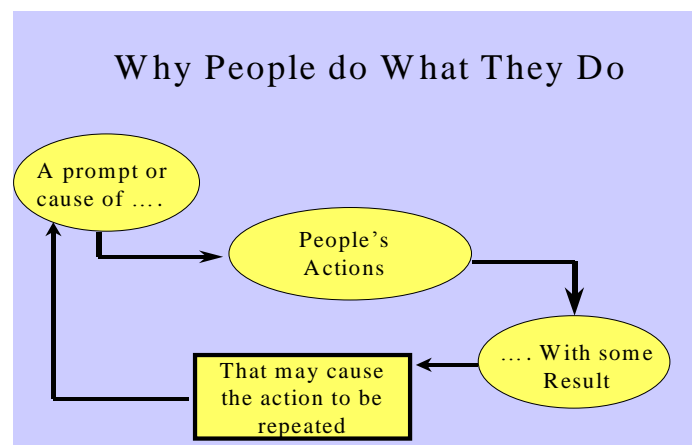 Why People do What They Do
A prompt or
cause of ….
People's
Actions
…. With some
Result
That may cause
the action to be
repeated